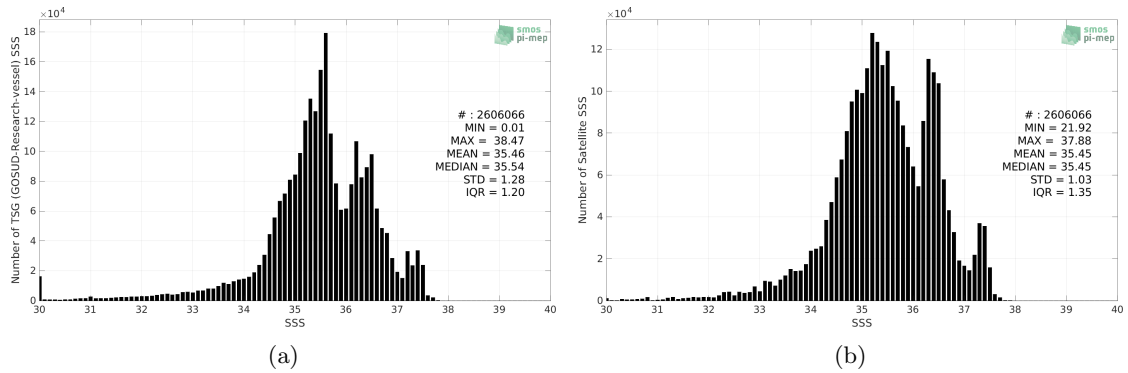 ×10⁴
18
16
14
12
10
8
6
4
2
0
Number of TSG (GOSUD-Research-vessel) SSS
30 31 32 33 34 35 36 37 38 39 40
SSS
smos
pi-mep
# : 2606066
MIN = 0.01
MAX = 38.47
MEAN = 35.46
MEDIAN = 35.54
STD = 1.28
IQR = 1.20
(a)
×10⁴
12
10
8
6
4
2
0
Number of Satellite SSS
30 31 32 33 34 35 36 37 38 39 40
SSS
smos
pi-mep
# : 2606066
MIN = 21.92
MAX = 37.88
MEAN = 35.45
MEDIAN = 35.45
STD = 1.03
IQR = 1.35
(b)